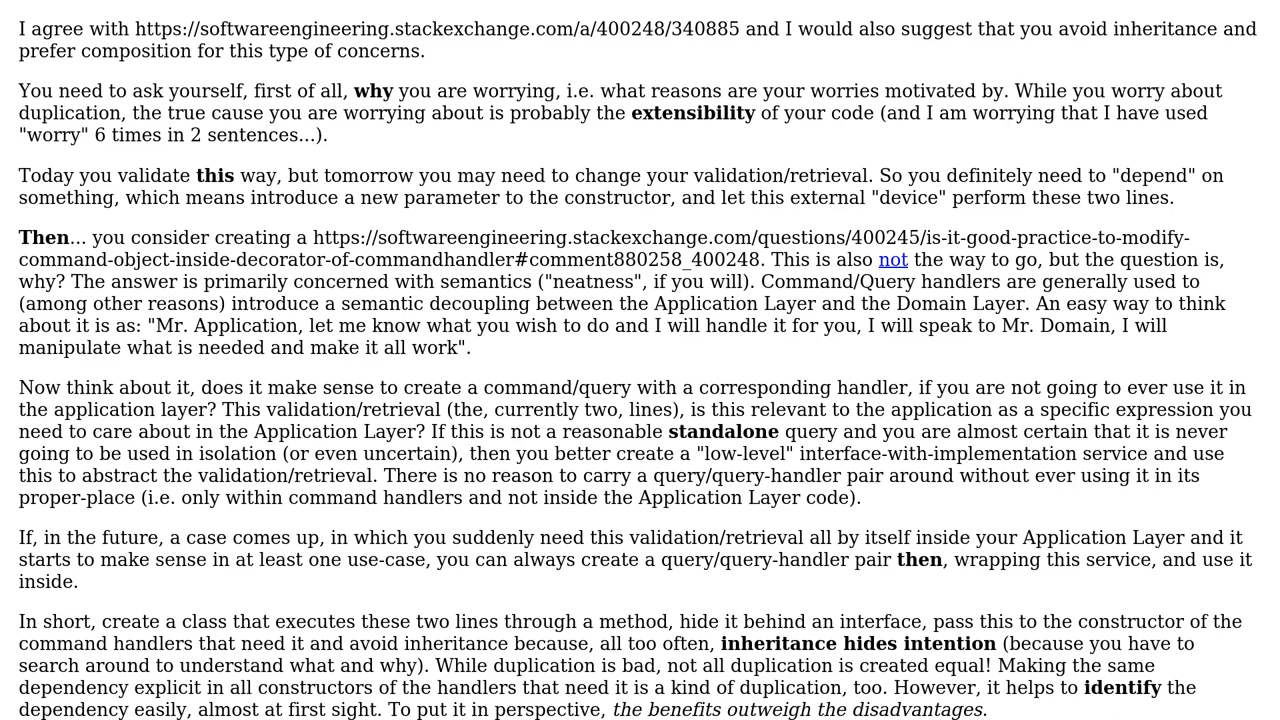 I agree with https://softwareengineering.stackexchange.com/a/400248/340885 and I would also suggest that you avoid inheritance and
prefer composition for this type of concerns.
You need to ask yourself, first of all, why you are worrying, i.e. what reasons are your worries motivated by. While you worry about
duplication, the true cause you are worrying about is probably the extensibility of your code (and I am worrying that I have used
"worry" 6 times in 2 sentences...).
Today you validate this way, but tomorrow you may need to change your validation/retrieval. So you definitely need to "depend" on
something, which means introduce a new parameter to the constructor, and let this external "device" perform these two lines.
Then... you consider creating a https://softwareengineering.stackexchange.com/questions/400245/is-it-good-practice-to-modify-
command-object-inside-decorator-of-commandhandler#comment880258_400248. This is also not the way to go, but the question is,
why? The answer is primarily concerned with semantics ("neatness", if you will). Command/Query handlers are generally used to
(among other reasons) introduce a semantic decoupling between the Application Layer and the Domain Layer. An easy way to think
about it is as: "Mr. Application, let me know what you wish to do and I will handle it for you, I will speak to Mr. Domain, I will
manipulate what is needed and make it all work".
Now think about it, does it make sense to create a command/query with a corresponding handler, if you are not going to ever use it in
the application layer? This validation/retrieval (the, currently two, lines), is this relevant to the application as a specific expression you
need to care about in the Application Layer? If this is not a reasonable standalone query and you are almost certain that it is never
going to be used in isolation (or even uncertain), then you better create a "low-level" interface-with-implementation service and use
this to abstract the validation/retrieval. There is no reason to carry a query/query-handler pair around without ever using it in its
proper-place (i.e. only within command handlers and not inside the Application Layer code).
If, in the future, a case comes up, in which you suddenly need this validation/retrieval all by itself inside your Application Layer and it
starts to make sense in at least one use-case, you can always create a query/query-handler pair then, wrapping this service, and use it
inside.
In short, create a class that executes these two lines through a method, hide it behind an interface, pass this to the constructor of the
command handlers that need it and avoid inheritance because, all too often, inheritance hides intention (because you have to
search around to understand what and why). While duplication is bad, not all duplication is created equal! Making the same
dependency explicit in all constructors of the handlers that need it is a kind of duplication, too. However, it helps to identify the
dependency easily, almost at first sight. To put it in perspective, the benefits outweigh the disadvantages.